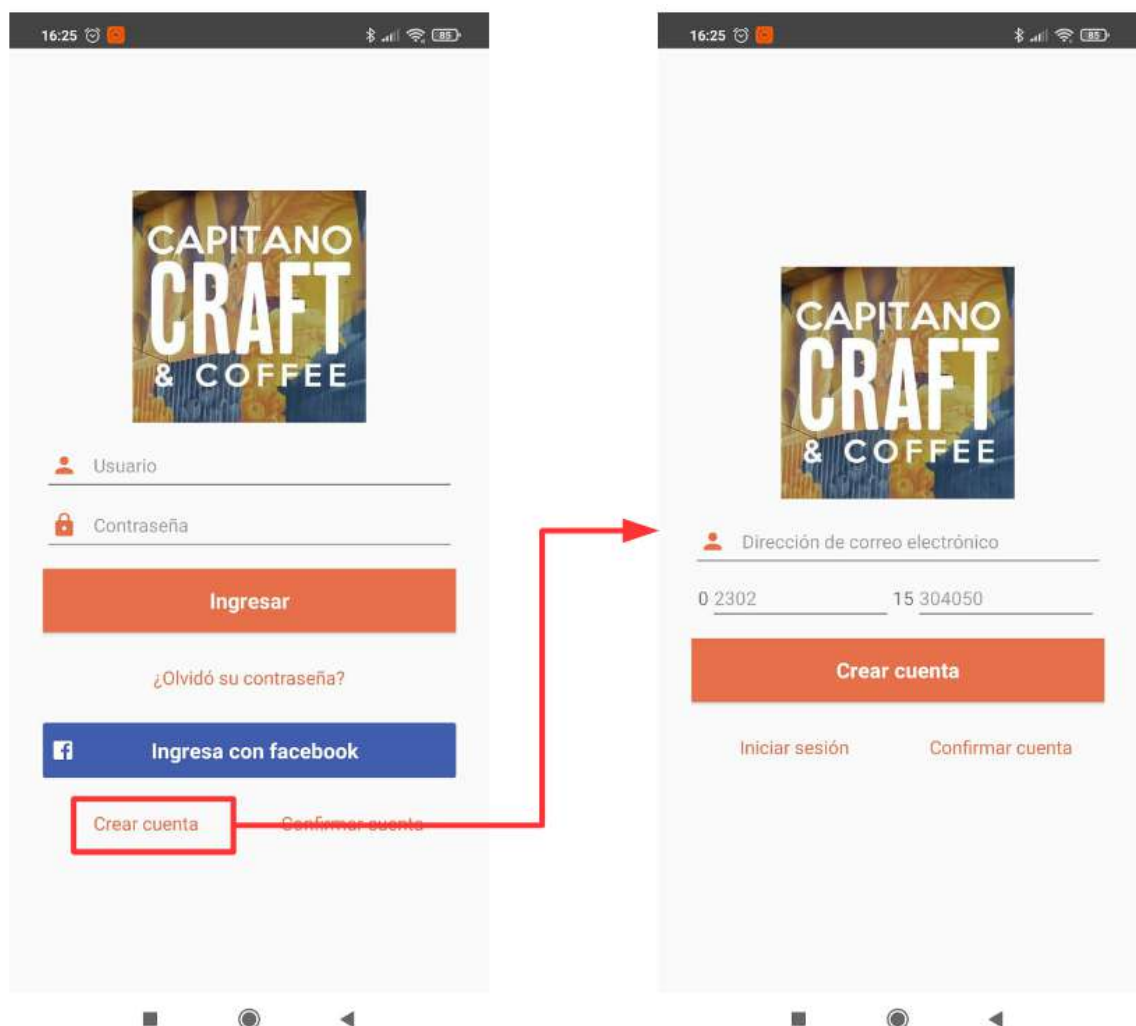 16:25
85
CAPITANO
CRAFT
& COFFEE
Usuario
Contraseña
Ingresar
¿Olvidó su contraseña?
Ingresa con facebook
Crear cuenta
Confirmar cuenta
16:25
85
CAPITANO
CRAFT
& COFFEE
Dirección de correo electrónico
0 2302 15 304050
Crear cuenta
Iniciar sesión Confirmar cuenta